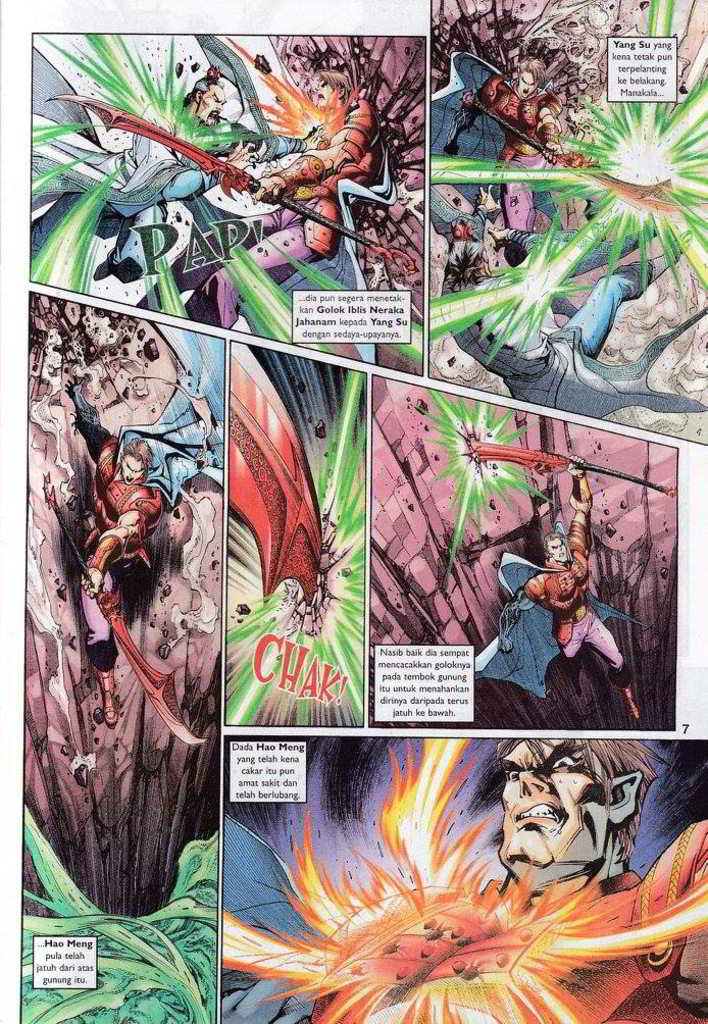 PAP!
...dia pun segera menetak-
kan Golok Iblis Neraka
Jahanam kepada Yang Su
dengan sedaya-upayanya.
Yang Su yang
kena tetak pun
terpelanting
ke belakang.
Manakala...
...Hao Meng
pula telah
jatuh dari atas
gunung itu.
CHAK!
Nasib baik dia sempat
mencacakkan goloknya
pada tembok gunung
itu untuk menahankan
dirinya daripada terus
jatuh ke bawah.
7
Dada Hao Meng
yang telah kena
cakar itu pun
amat sakit dan
telah berlubang.